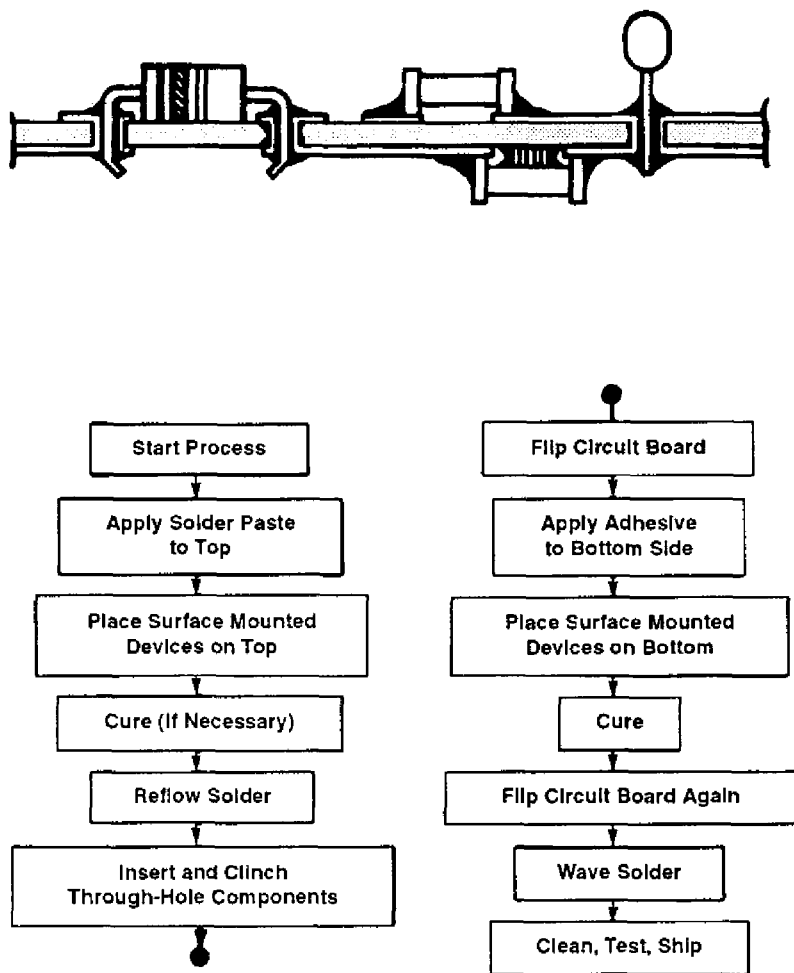 Start Process
Apply Solder Paste
to Top
Place Surface Mounted
Devices on Top
Cure (If Necessary)
Reflow Solder
Insert and Clinch
Through-Hole Components
Flip Circuit Board
Apply Adhesive
to Bottom Side
Place Surface Mounted
Devices on Bottom
Cure
Flip Circuit Board Again
Wave Solder
Clean, Test, Ship